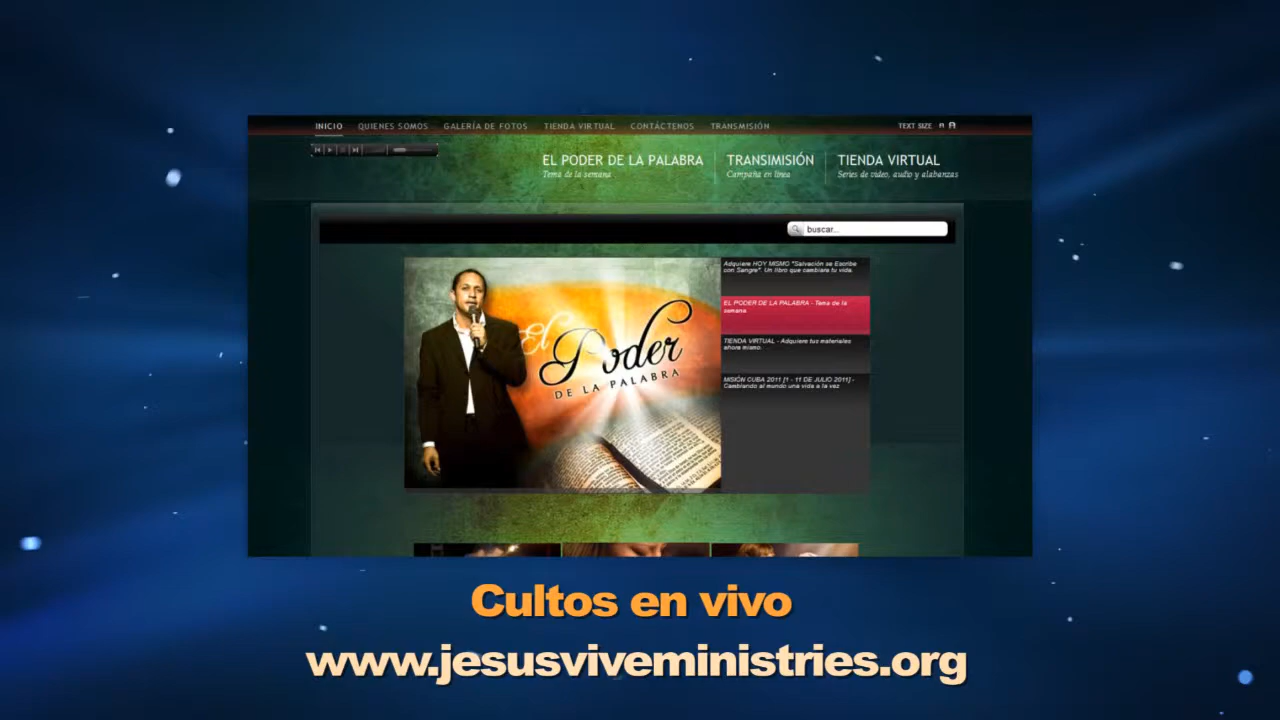 INICIO QUIENES SOMOS GALERÍA DE FOTOS TIENDA VIRTUAL CONTÁCTENOS TRANSMISIÓN TEXT SIZE A A
EL PODER DE LA PALABRA
Tema de la semana
TRANSIMISIÓN
Campaña en línea
TIENDA VIRTUAL
Series de video, audio y alabanzas
buscar...
El Poder
DE LA PALABRA
Adquiere HOY MISMO "Salvación se Escribe
con Sangre". Un libro que cambiara tu vida.
EL PODER DE LA PALABRA - Tema de la
semana.
TIENDA VIRTUAL - Adquiere tus materiales
ahora mismo.
MISIÓN CUBA 2011 [1 - 11 DE JULIO 2011] -
Cambiando al mundo una vida a la vez
Cultos en vivo
www.jesusviveministries.org